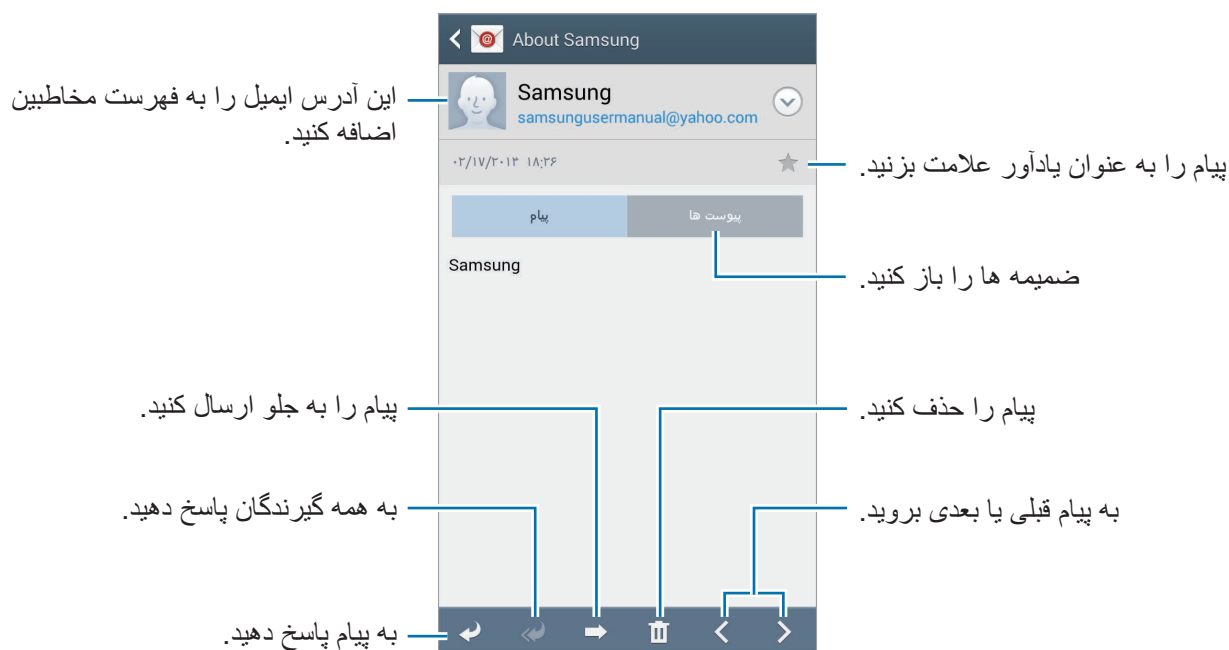 About Samsung
Samsung
samsungusermanual@yahoo.com
این آدرس ایمیل را به فهرست مخاطبین
اضافه کنید.
۰۲/۱۷/۲۰۱۳ ۱۸:۲۶
پیام را به عنوان یادآور علامت بزنید.
پیام
پیوست ها
Samsung
ضمیمه ها را باز کنید.
پیام را به جلو ارسال کنید.
پیام را حذف کنید.
به همه گیرندگان پاسخ دهید.
به پیام قبلی یا بعدی بروید.
به پیام پاسخ دهید.